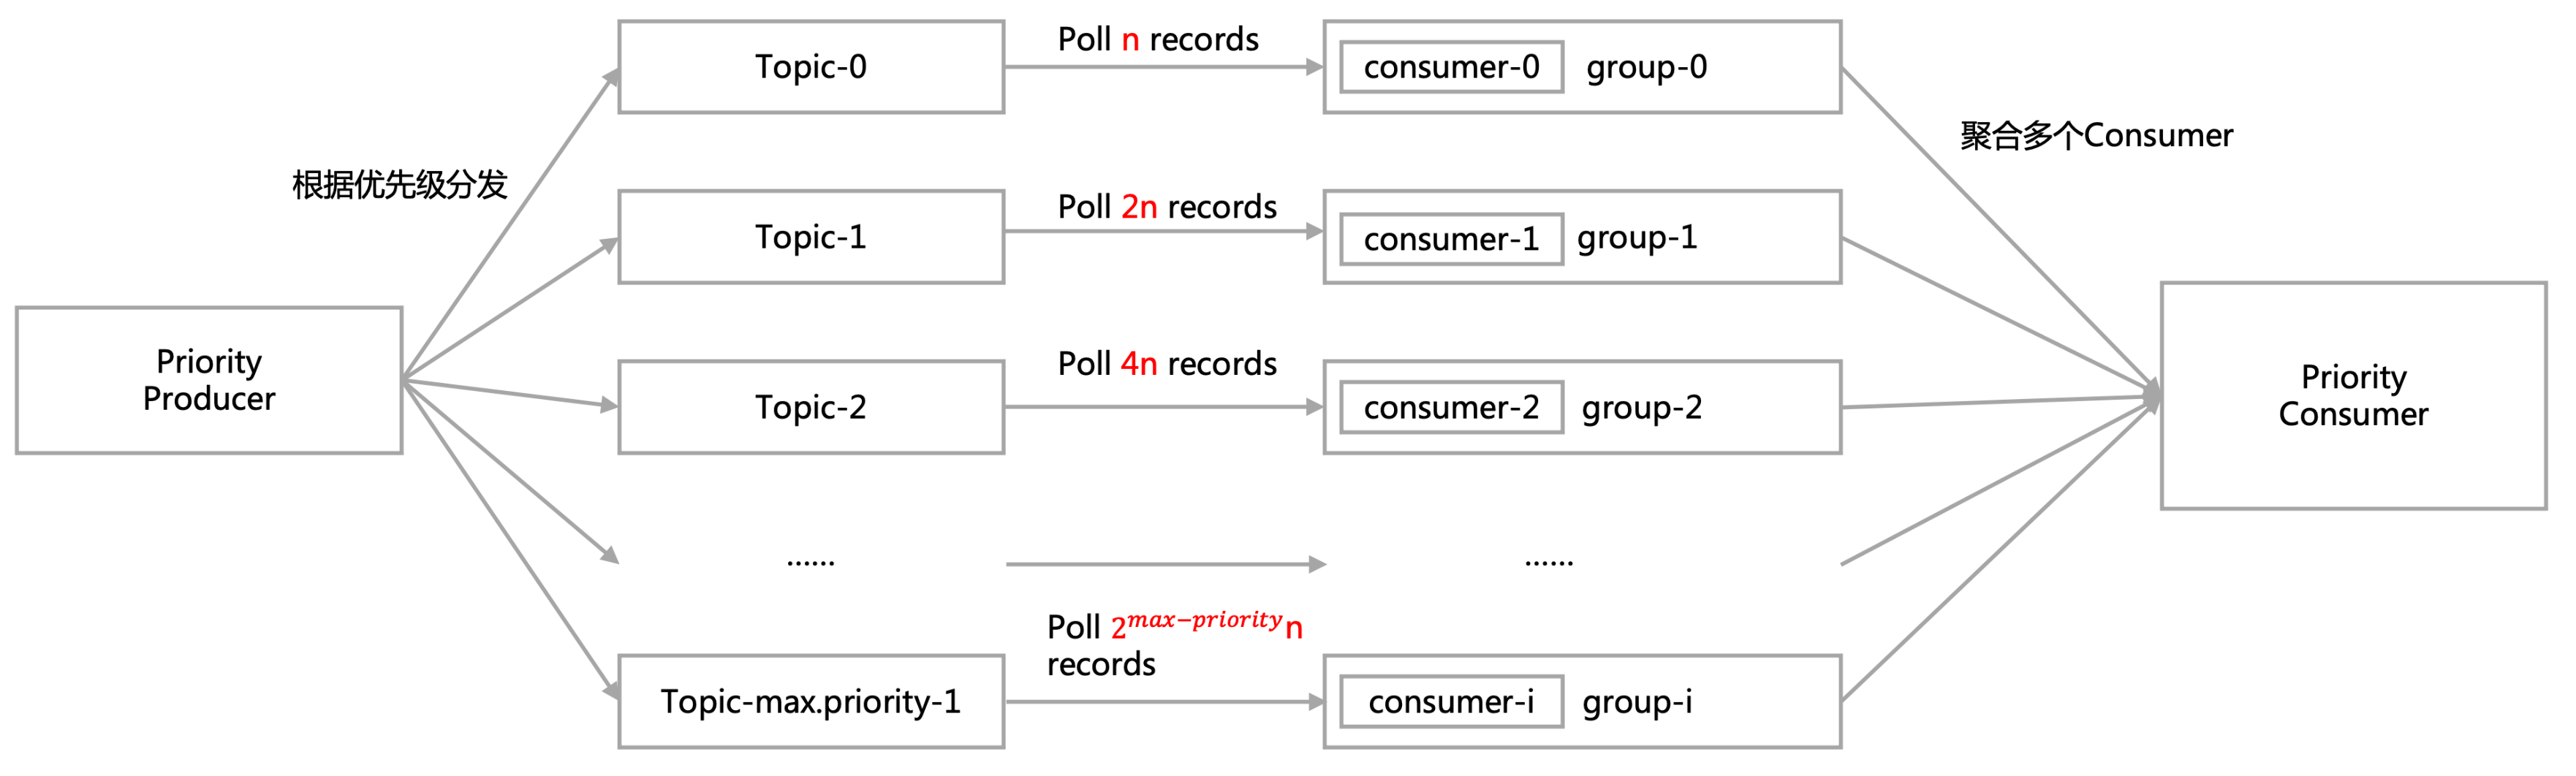 Priority
Producer
根据优先级分发
Topic-0
Poll n records
consumer-0
group-0
Topic-1
Poll 2n records
consumer-1
group-1
Topic-2
Poll 4n records
consumer-2
group-2
......
......
Topic-max.priority-1
Poll 2^{max-priority}n
records
consumer-i
group-i
聚合多个Consumer
Priority
Consumer